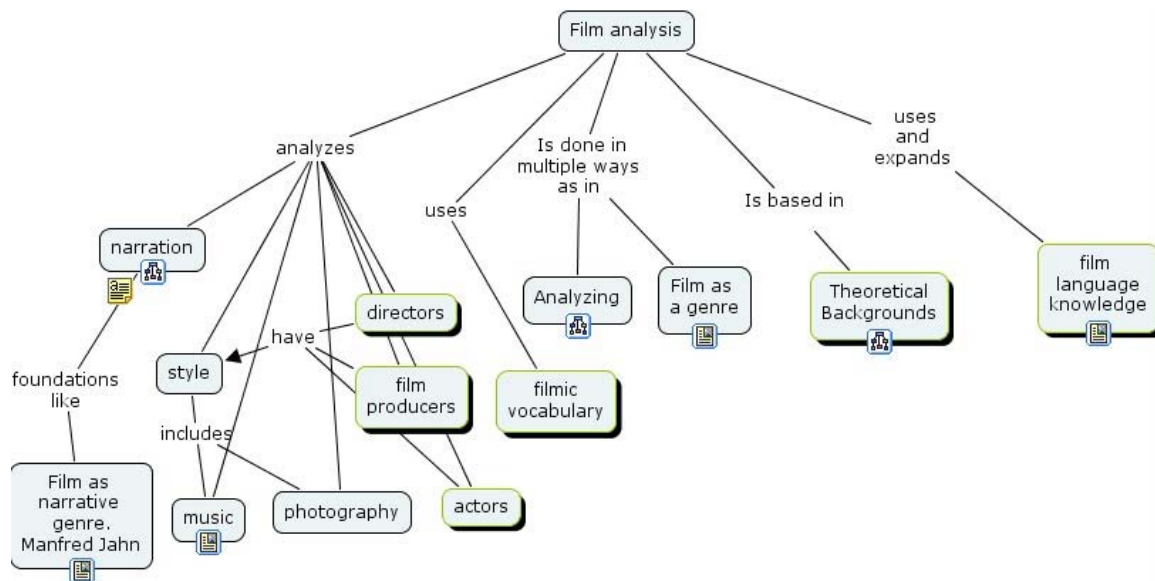 Film analysis
uses
and
expands
analyzes
Is done in
multiple ways
as in
uses
Is based in
narration
film
language
knowledge
Analyzing
Film as
a genre
Theoretical
Backgrounds
directors
have
style
foundations
like
film
producers
filmic
vocabulary
includes
Film as
narrative
genre.
Manfred Jahn
music
photography
actors